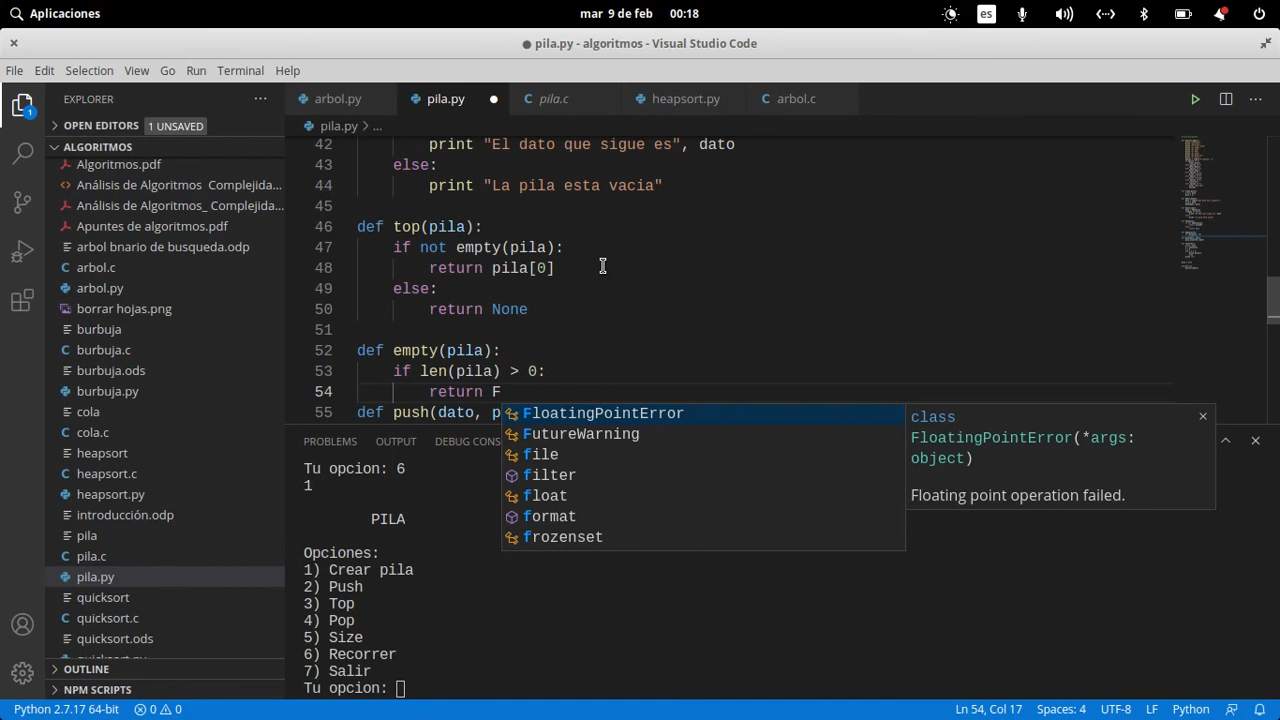 Aplicaciones
mar 9 de feb 00:18
es
● pila.py - algoritmos - Visual Studio Code
File Edit Selection View Go Run Terminal Help
EXPLORER
arbol.py pila.py pila.c heapsort.py arbol.c
OPEN EDITORS 1 UNSAVED
ALGORITMOS
Algoritmos.pdf
Análisis de Algoritmos Complejida...
Análisis de Algoritmos_ Complejida...
Apuntes de algoritmos.pdf
arbol bnario de busqueda.odp
arbol.c
arbol.py
borrar hojas.png
burbuja
burbuja.c
burbuja.ods
burbuja.py
cola
cola.c
heapsort
heapsort.c
heapsort.py
introducción.odp
pila
pila.c
pila.py
quicksort
quicksort.c
quicksort.ods
OUTLINE
NPM SCRIPTS
1
pila.py > ...
42 print "El dato que sigue es", dato
43 else:
44 print "La pila esta vacia"
45
46 def top(pila):
47 if not empty(pila):
48 return pila[0]
49 else:
50 return None
51
52 def empty(pila):
53 if len(pila) > 0:
54 return F
55 def push(dato, p
FloatingPointError
FutureWarning
file
filter
float
format
frozenset
class
FloatingPointError(*args:
object)
Floating point operation failed.
PROBLEMS OUTPUT DEBUG CONS
Tu opcion: 6
1
PILA
Opciones:
1) Crear pila
2) Push
3) Top
4) Pop
5) Size
6) Recorrer
7) Salir
Tu opcion:
Python 2.7.17 64-bit 0 0 Ln 54, Col 17 Spaces: 4 UTF-8 LF Python